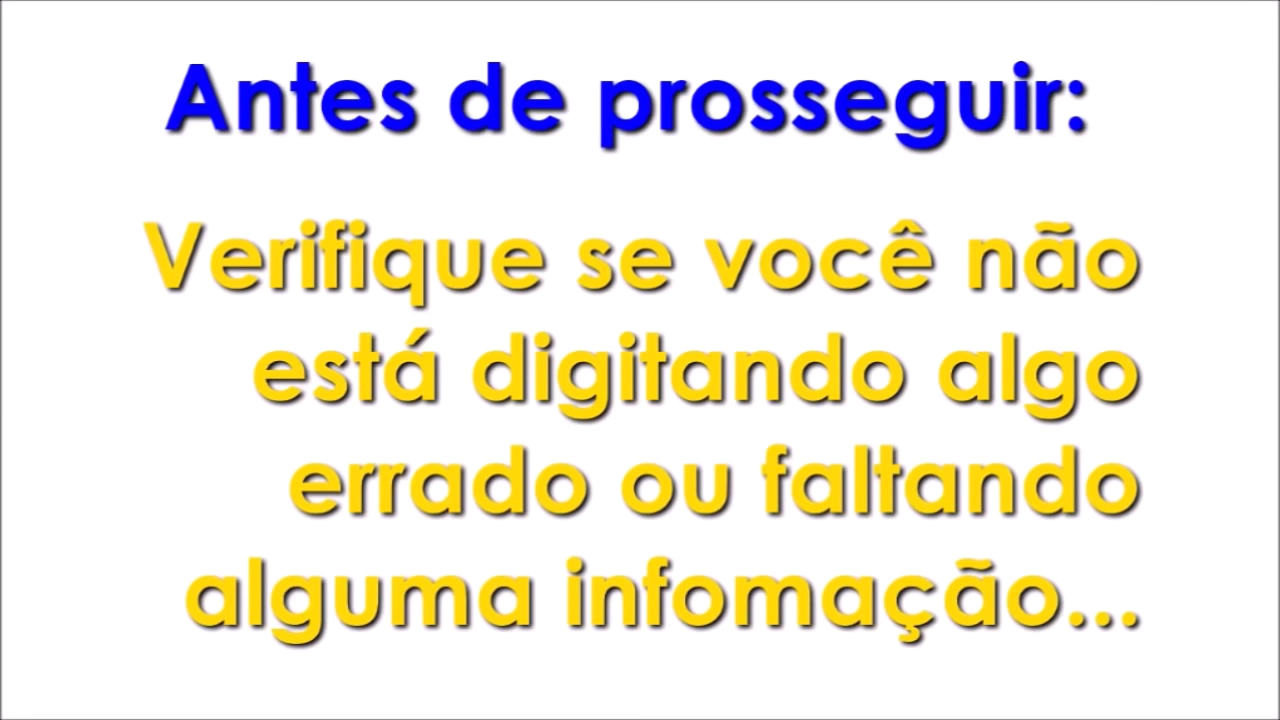 Antes de prosseguir:
Verifique se você não
está digitando algo
errado ou faltando
alguma infomação...